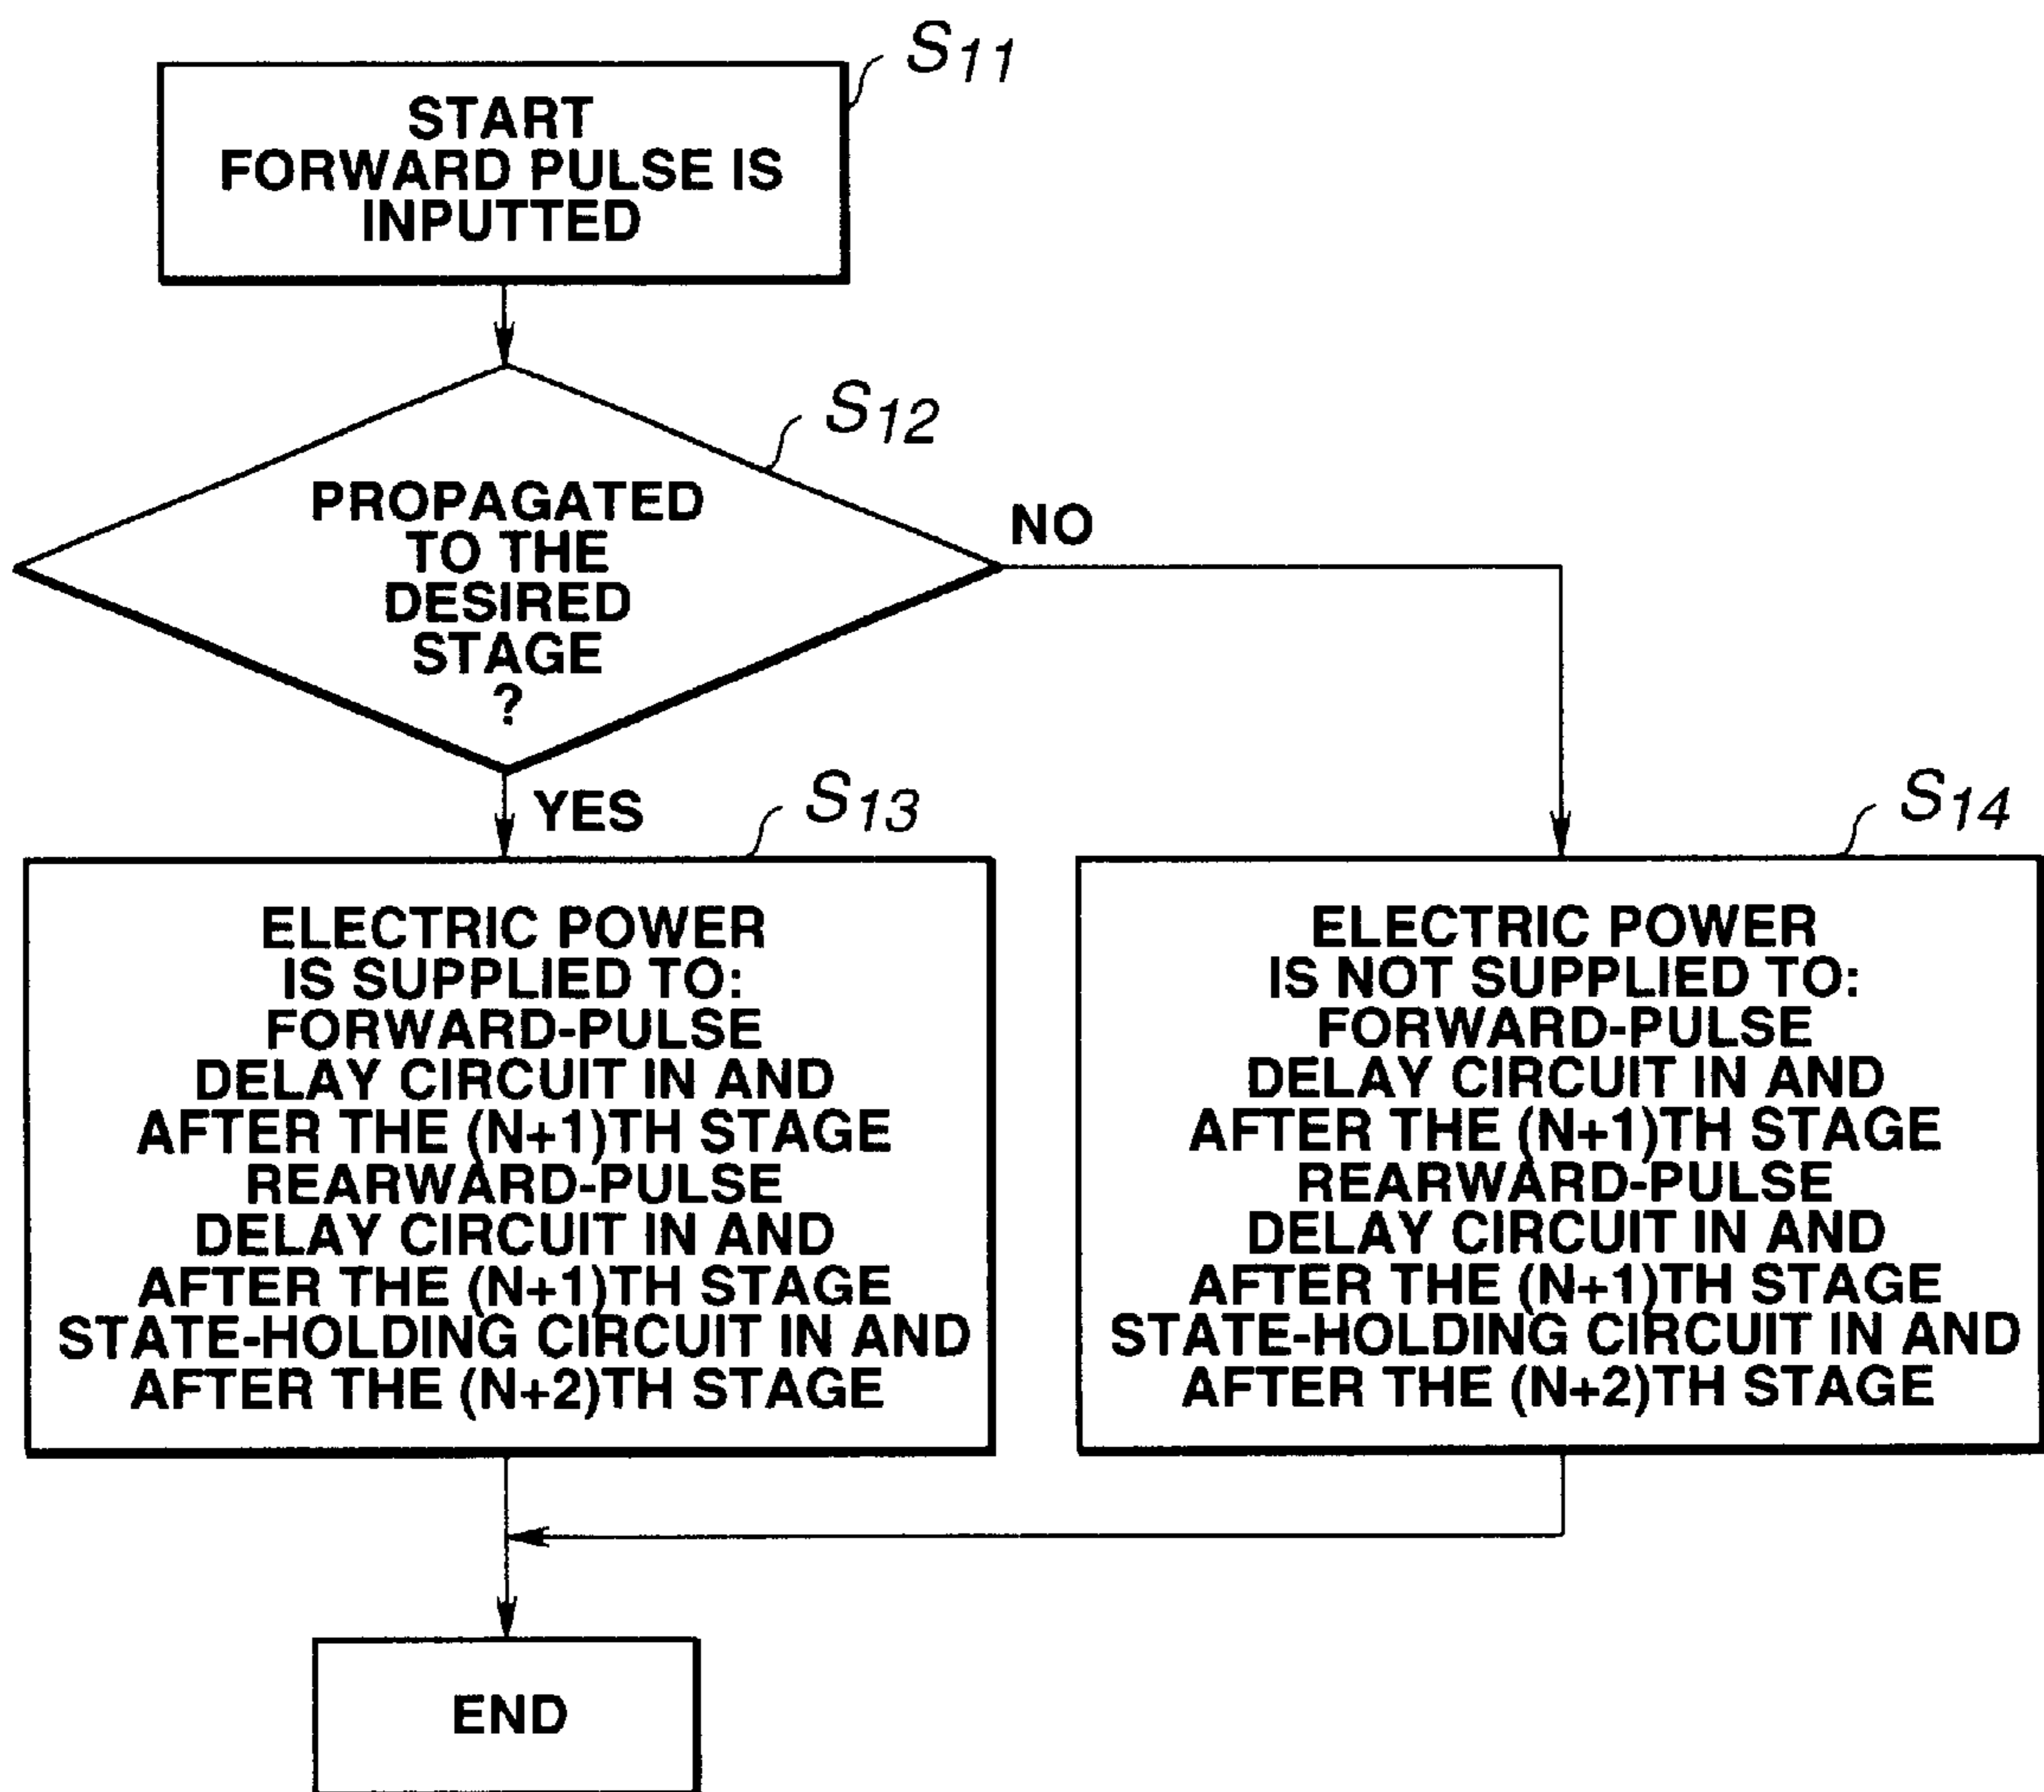 S11
START
FORWARD PULSE IS
INPUTTED
S12
PROPAGATED
TO THE
DESIRED
STAGE
?
NO
YES
S13
ELECTRIC POWER
IS SUPPLIED TO:
FORWARD-PULSE
DELAY CIRCUIT IN AND
AFTER THE (N+1)TH STAGE
REARWARD-PULSE
DELAY CIRCUIT IN AND
AFTER THE (N+1)TH STAGE
STATE-HOLDING CIRCUIT IN AND
AFTER THE (N+2)TH STAGE
S14
ELECTRIC POWER
IS NOT SUPPLIED TO:
FORWARD-PULSE
DELAY CIRCUIT IN AND
AFTER THE (N+1)TH STAGE
REARWARD-PULSE
DELAY CIRCUIT IN AND
AFTER THE (N+1)TH STAGE
STATE-HOLDING CIRCUIT IN AND
AFTER THE (N+2)TH STAGE
END